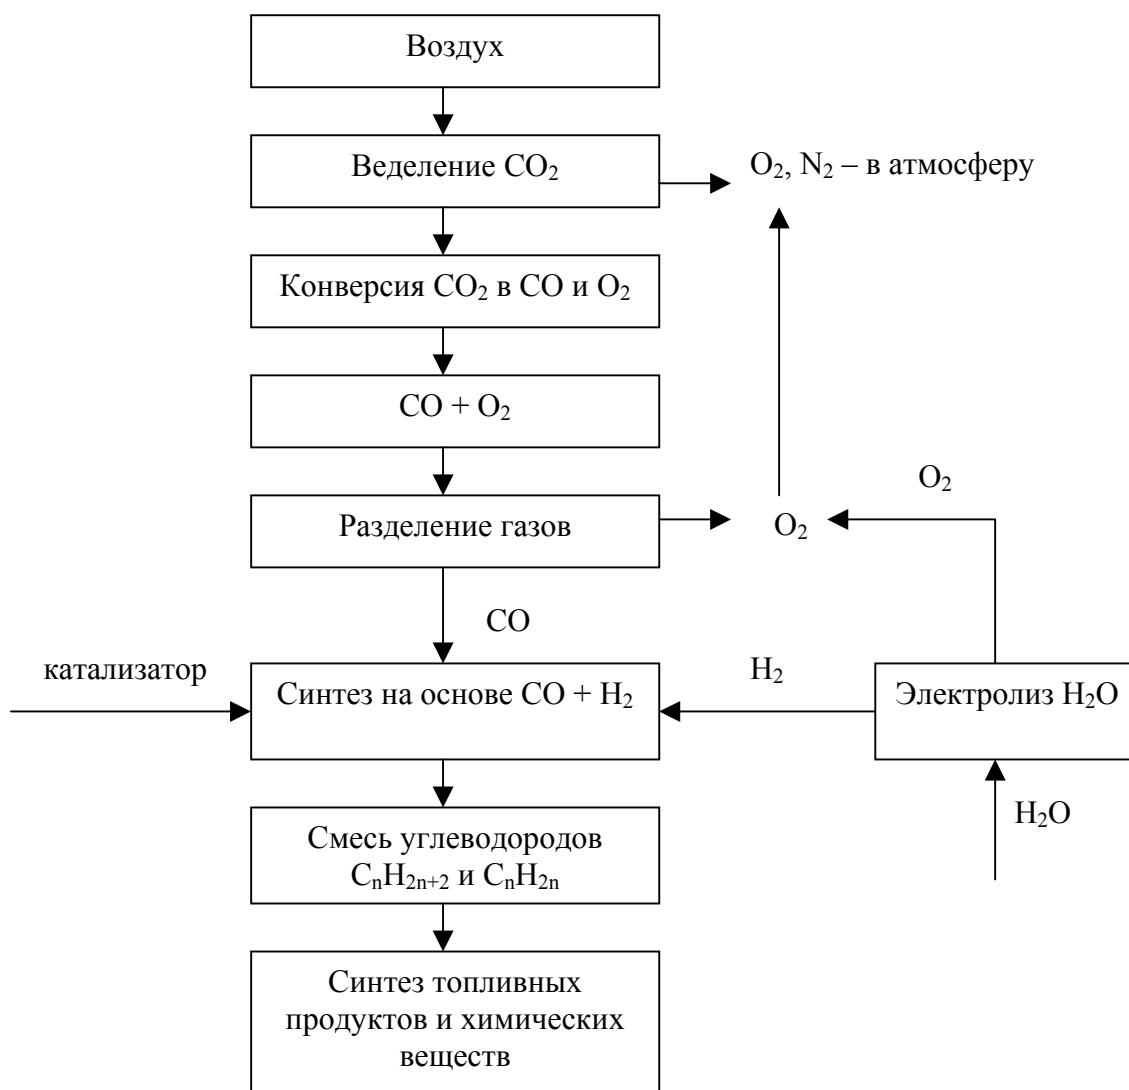 Воздух
Веделение CO₂
O₂, N₂ – в атмосферу
Конверсия CO₂ в CO и O₂
CO + O₂
O₂
Разделение газов
O₂
CO
катализатор
H₂
Синтез на основе CO + H₂
Электролиз H₂O
H₂O
Смесь углеводородов
CₙH₂ₙ₊₂ и CₙH₂ₙ
Синтез топливных
продуктов и химических
веществ